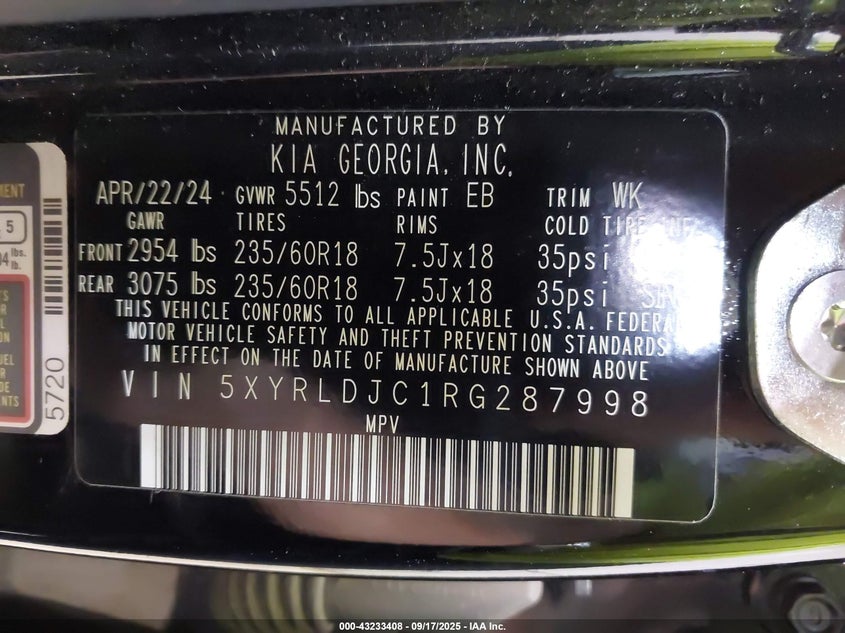 MANUFACTURED BY
KIA GEORGIA, INC.
APR/22/24 GVWR 5512 lbs PAINT EB TRIM WK
GAWR TIRES RIMS COLD TIRE
FRONT 2954 lbs 235/60R18 7.5Jx18 35psi
REAR 3075 lbs 235/60R18 7.5Jx18 35psi
THIS VEHICLE CONFORMS TO ALL APPLICABLE U.S.A. FEDERA
MOTOR VEHICLE SAFETY AND THEFT PREVENTION STANDARDS
IN EFFECT ON THE DATE OF MANUFACTURE SHOWN ABOVE
VIN 5XYRLDJC1RG287998
MPV
5720
000-43233408 - 09/17/2025 - IAA Inc.